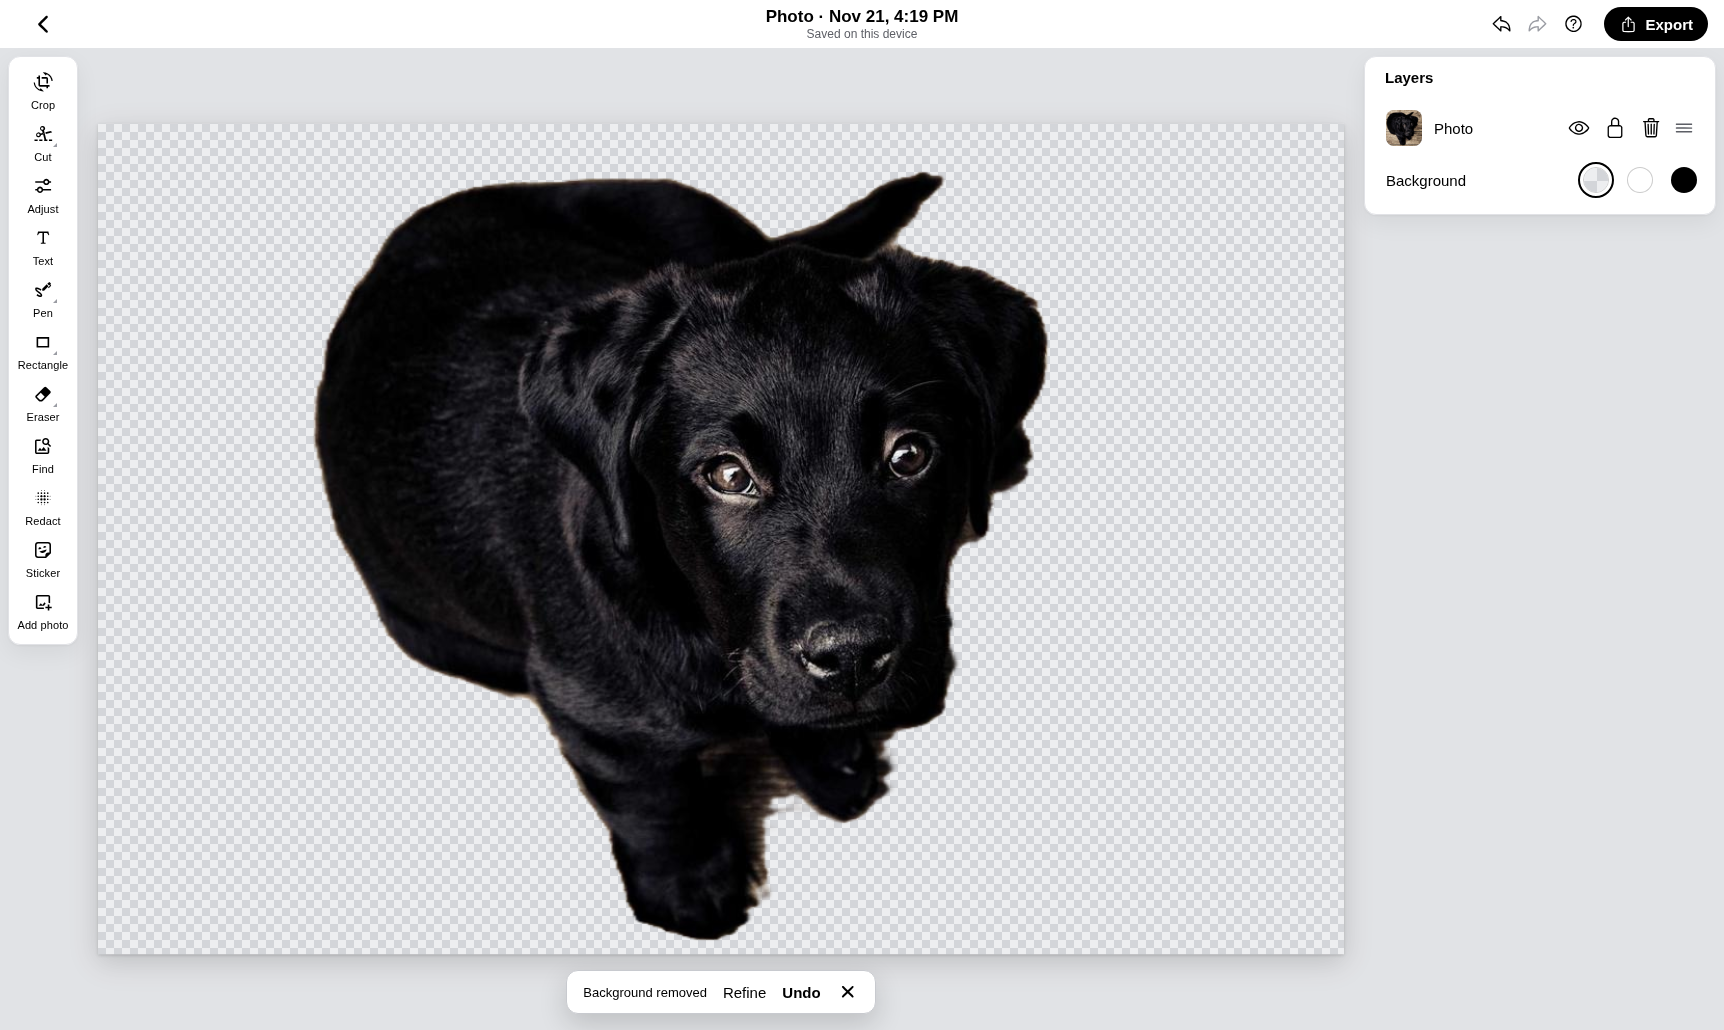 Photo · Nov 21, 4:19 PM
Saved on this device
Export
Crop
Cut
Adjust
Text
Pen
Rectangle
Eraser
Find
Redact
Sticker
Add photo
Layers
Photo
Background
Background removed Refine Undo